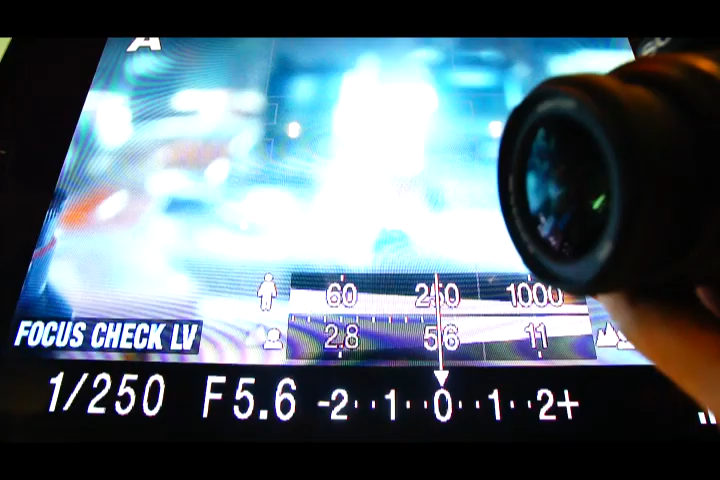 A
60 250 1000
FOCUS CHECK LV
2.8 5.6 11
1/250 F5.6 -2··1··0··1··2+